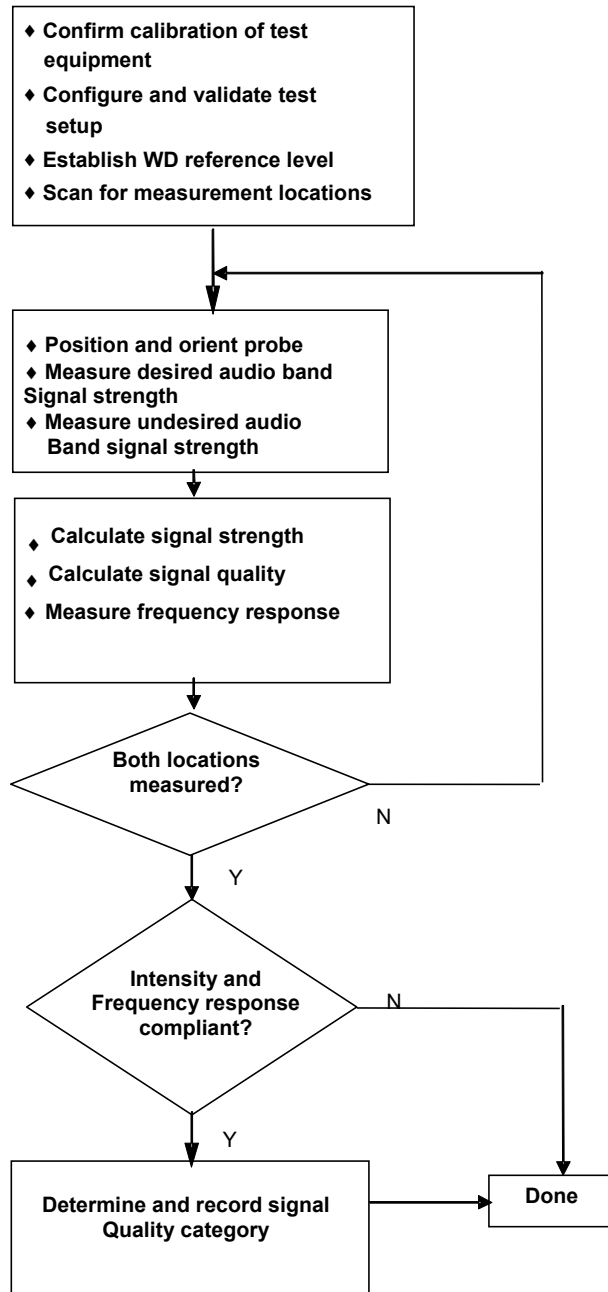 ♦ Confirm calibration of test
equipment
♦ Configure and validate test
setup
♦ Establish WD reference level
♦ Scan for measurement locations
♦ Position and orient probe
♦ Measure desired audio band
Signal strength
♦ Measure undesired audio
Band signal strength
♦ Calculate signal strength
♦ Calculate signal quality
♦ Measure frequency response
Both locations
measured?
N
Y
Intensity and
Frequency response
compliant?
N
Y
Determine and record signal
Quality category
Done